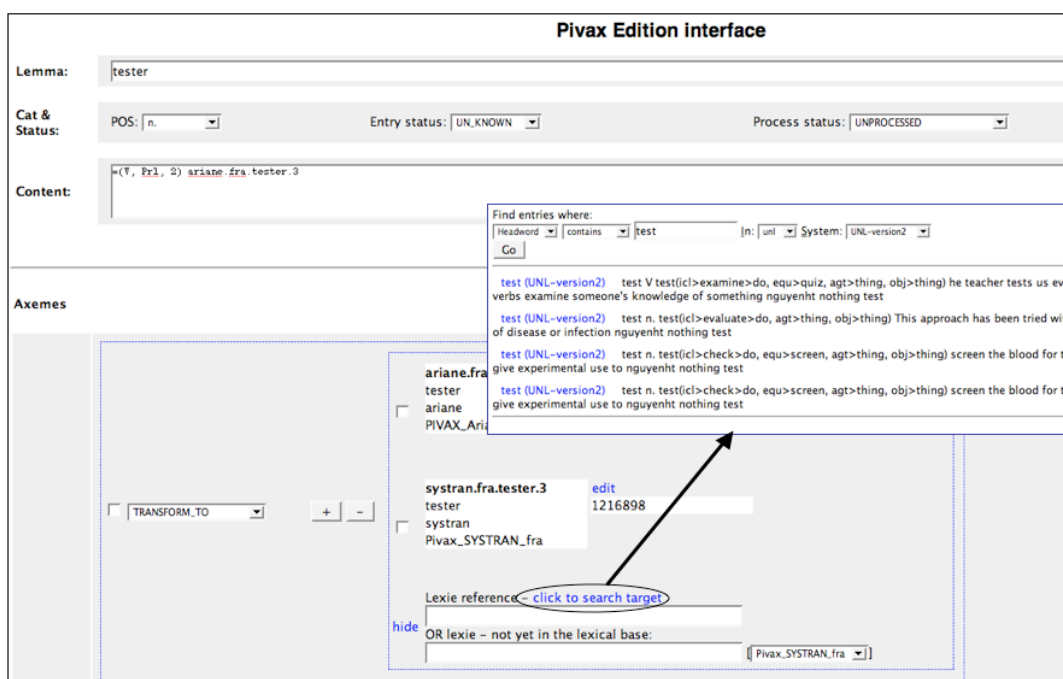 Pivax Edition interface
Lemma:
tester
Cat &
Status:
POS: n.
Entry status: UN_KNOWN
Process status: UNPROCESSED
Content:
=(T, Prl, 2) ariane.fra.tester.3
Find entries where:
Headword contains test In: unl System: UNL-version2
Go
test (UNL-version2) test V test(icl>examine>do, equ>quiz, agt>thing, obj>thing) he teacher tests us
verbs examine someone's knowledge of something nguyenht nothing test
test (UNL-version2) test n. test(icl>evaluate>do, agt>thing, obj>thing) This approach has been tried
of disease or infection nguyenht nothing test
test (UNL-version2) test n. test(icl>check>do, equ>screen, agt>thing, obj>thing) screen the blood for
give experimental use to nguyenht nothing test
test (UNL-version2) test n. test(icl>check>do, equ>screen, agt>thing, obj>thing) screen the blood for
give experimental use to nguyenht nothing test
Axemes
TRANSFORM_TO
+ -
ariane.fra
tester
ariane
PIVAX_Aria
systran.fra.tester.3
edit
tester
1216898
systran
Pivax_SYSTRAN_fra
Lexie reference - click to search target
hide
OR lexie - not yet in the lexical base:
[Pivax_SYSTRAN_fra]